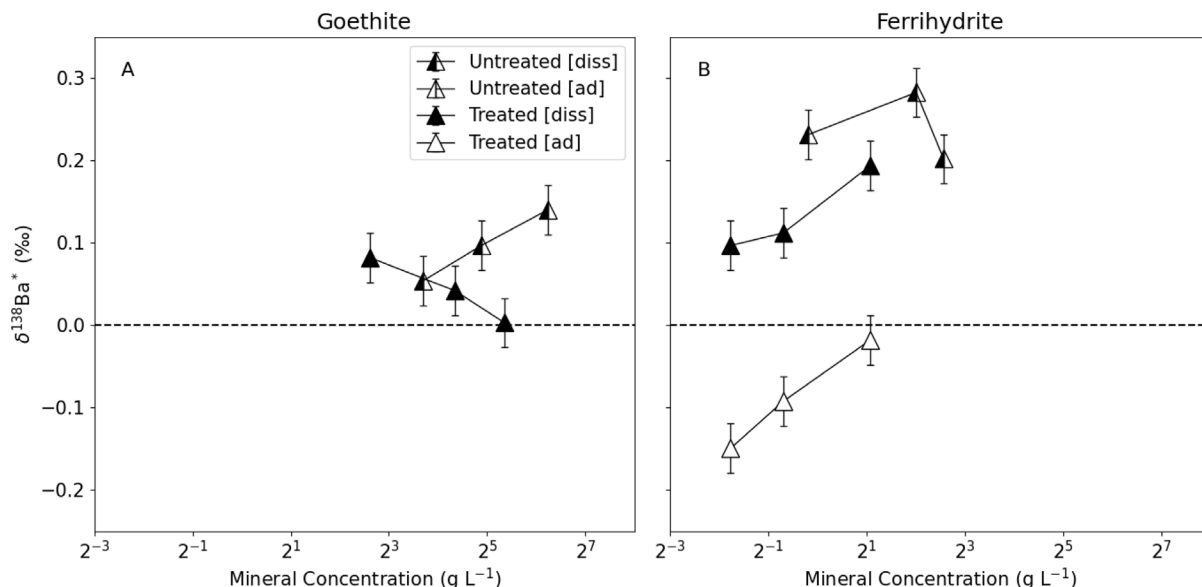 Goethite
A
Untreated [diss]
Untreated [ad]
Treated [diss]
Treated [ad]
0.3
0.2
0.1
0.0
−0.1
−0.2
δ¹³⁸Ba* (‰)
2⁻³ 2⁻¹ 2¹ 2³ 2⁵ 2⁷
Mineral Concentration (g L⁻¹)
Ferrihydrite
B
2⁻³ 2⁻¹ 2¹ 2³ 2⁵ 2⁷
Mineral Concentration (g L⁻¹)